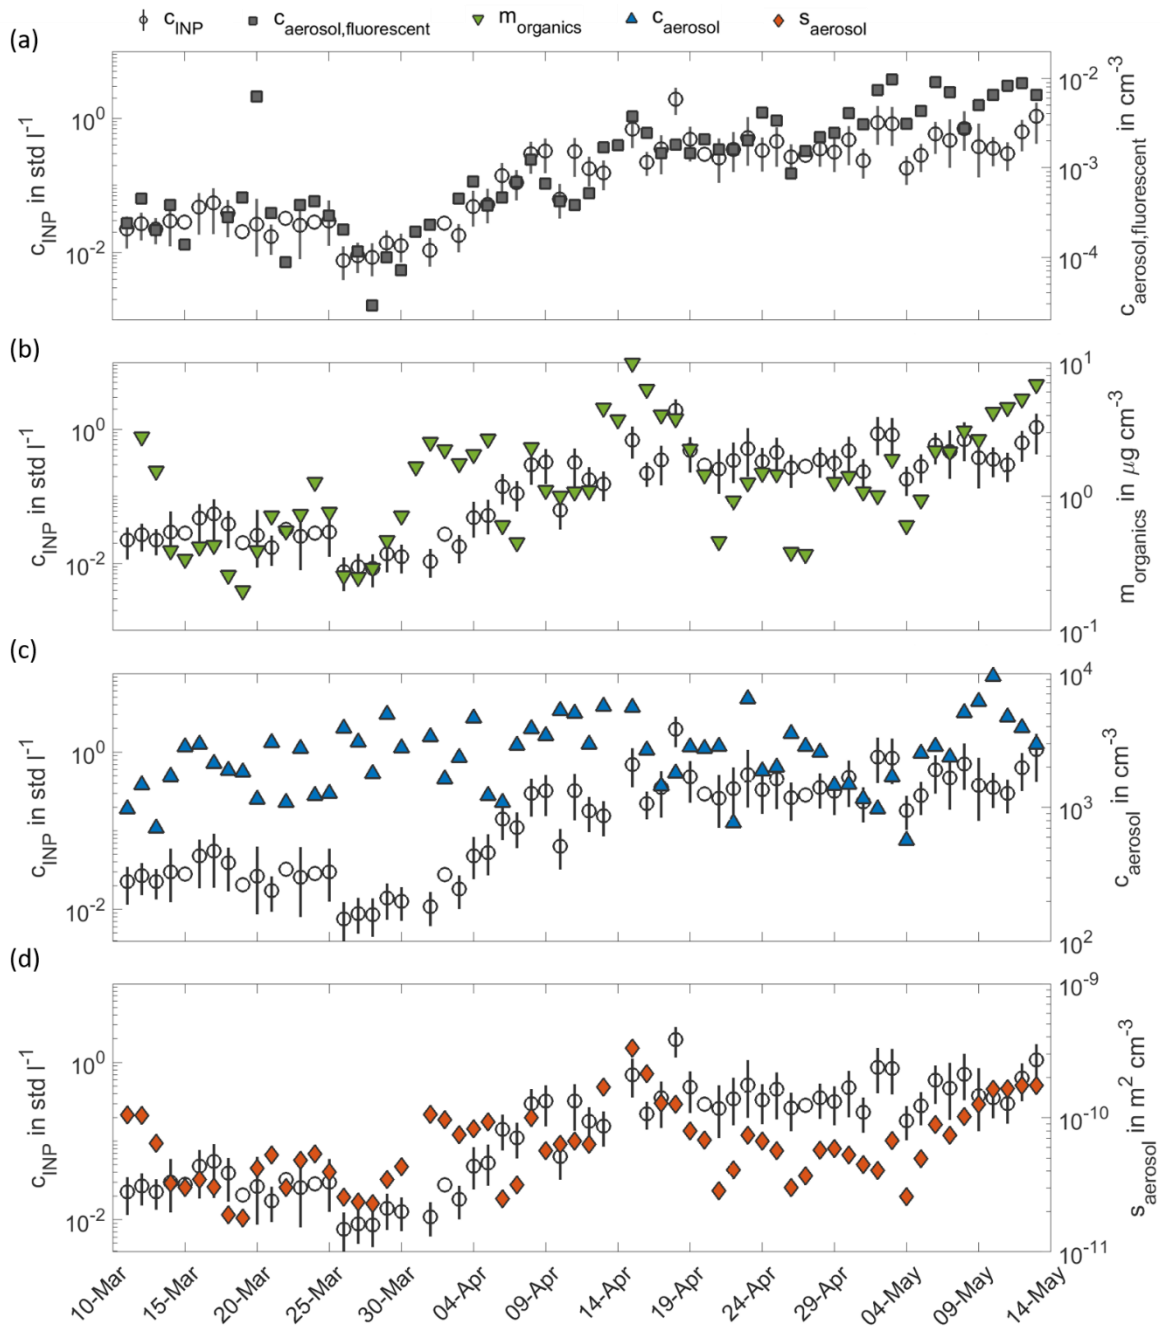 c_INP c_aerosol,fluorescent m_organics c_aerosol s_aerosol
(a)
c_INP in std l^-1
10^0
10^-2
10^-2
10^-3
10^-4
c_aerosol,fluorescent in cm^-3
(b)
c_INP in std l^-1
10^0
10^-2
10^1
10^0
10^-1
m_organics in μg cm^-3
(c)
c_INP in std l^-1
10^0
10^-2
10^4
10^3
10^2
c_aerosol in cm^-3
(d)
c_INP in std l^-1
10^0
10^-2
10^-9
10^-10
10^-11
s_aerosol in m^2 cm^-3
10-Mar 15-Mar 20-Mar 25-Mar 30-Mar 04-Apr 09-Apr 14-Apr 19-Apr 24-Apr 29-Apr 04-May 09-May 14-May